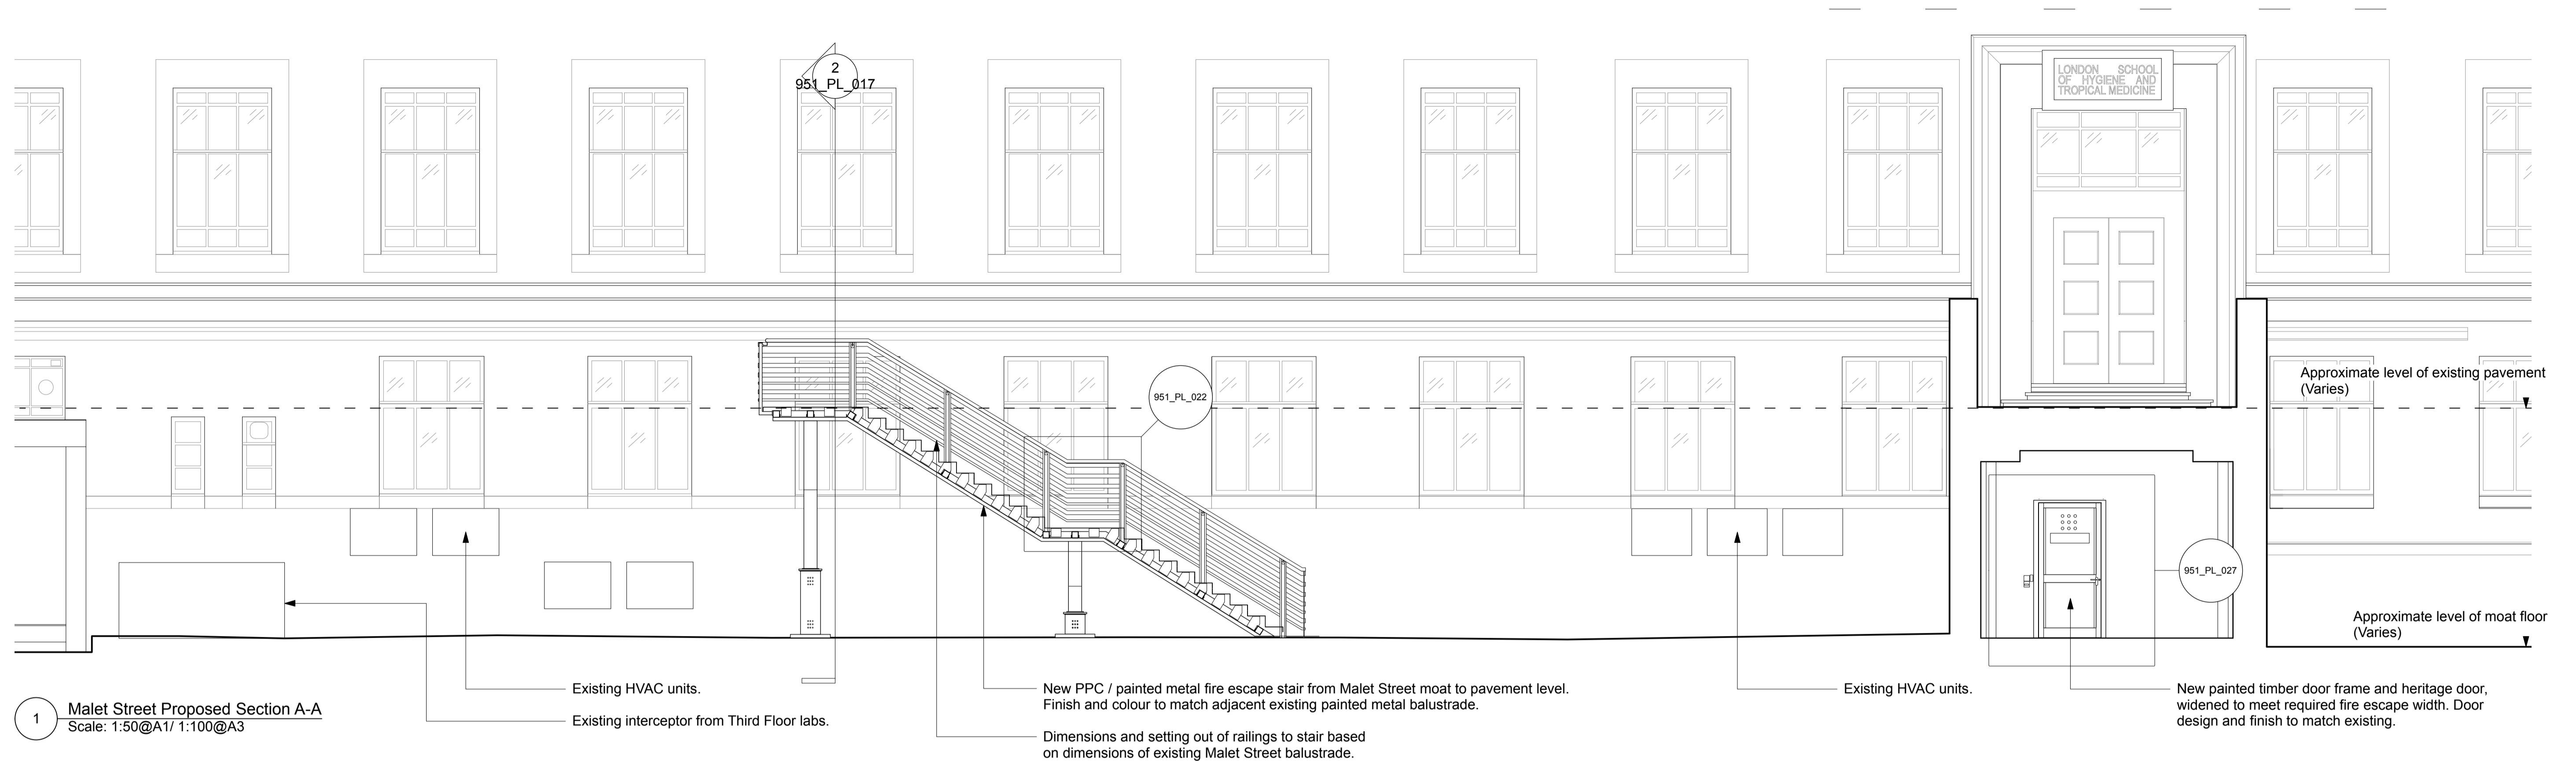 2
951_PL_017
LONDON SCHOOL
OF HYGIENE AND
TROPICAL MEDICINE
951_PL_022
Approximate level of existing pavement
(Varies)
951_PL_027
Approximate level of moat floor
(Varies)
Existing HVAC units.
Existing interceptor from Third Floor labs.
New PPC / painted metal fire escape stair from Malet Street moat to pavement level.
Finish and colour to match adjacent existing painted metal balustrade.
Dimensions and setting out of railings to stair based
on dimensions of existing Malet Street balustrade.
Existing HVAC units.
New painted timber door frame and heritage door,
widened to meet required fire escape width. Door
design and finish to match existing.
1
Malet Street Proposed Section A-A
Scale: 1:50@A1/ 1:100@A3